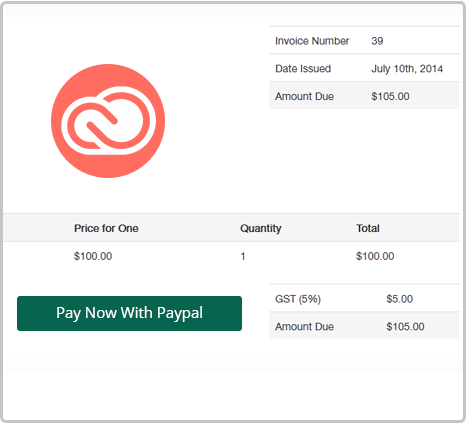 Invoice Number 39
Date Issued July 10th, 2014
Amount Due $105.00
Price for One Quantity Total
$100.00 1 $100.00
GST (5%) $5.00
Pay Now With Paypal
Amount Due $105.00